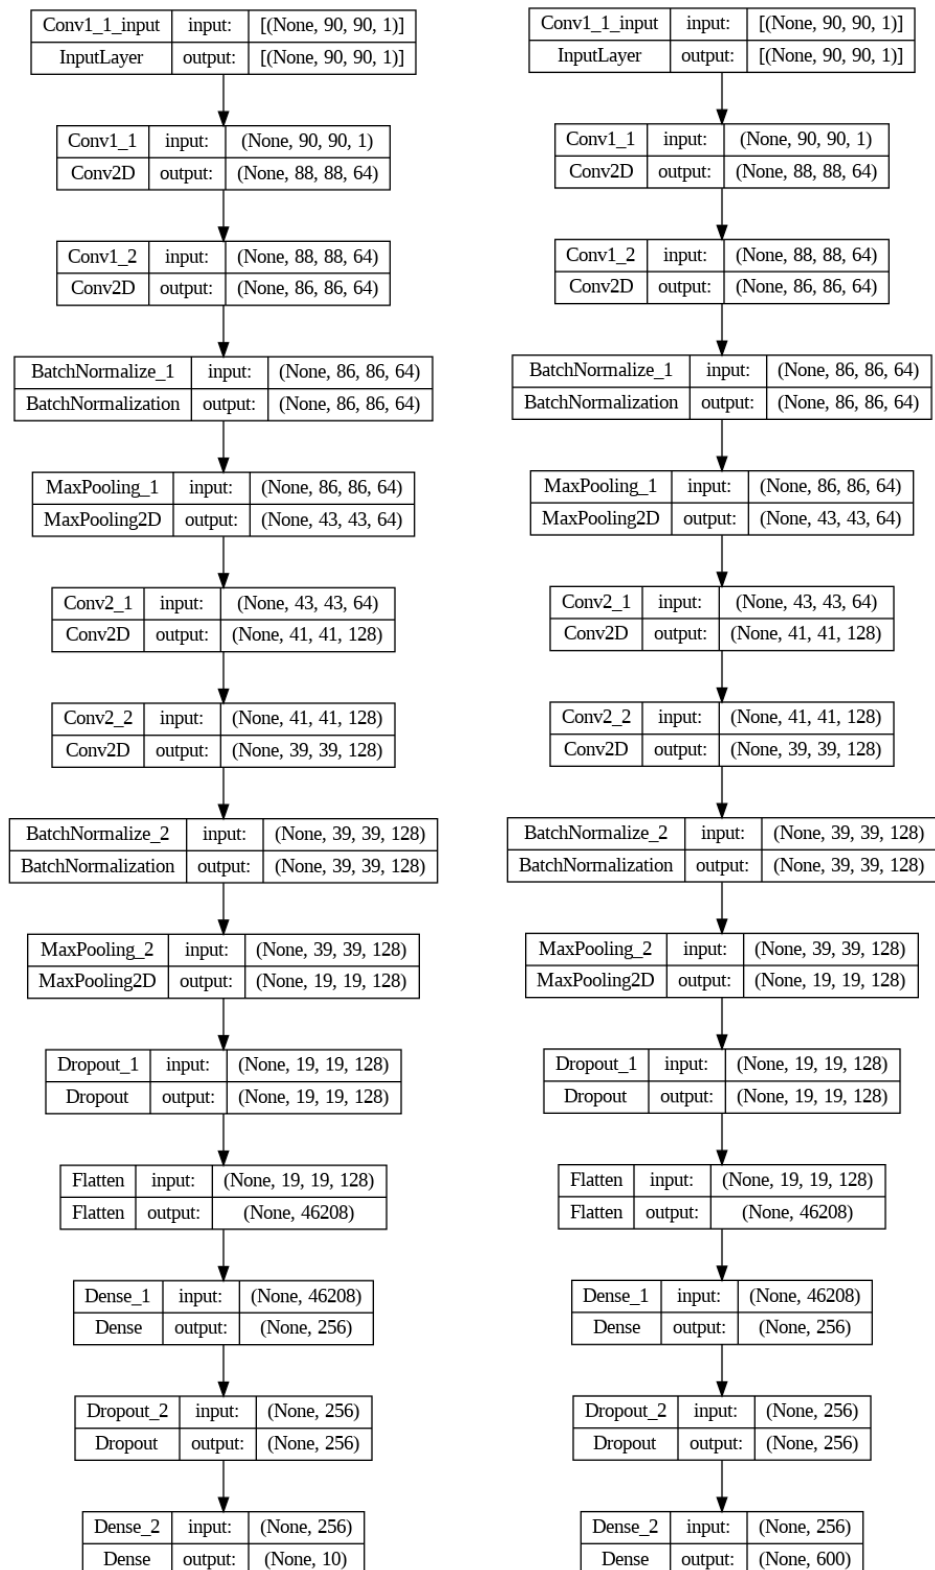 Conv1_1_input input: [(None, 90, 90, 1)]
InputLayer output: [(None, 90, 90, 1)]
Conv1_1 input: (None, 90, 90, 1)
Conv2D output: (None, 88, 88, 64)
Conv1_2 input: (None, 88, 88, 64)
Conv2D output: (None, 86, 86, 64)
BatchNormalize_1 input: (None, 86, 86, 64)
BatchNormalization output: (None, 86, 86, 64)
MaxPooling_1 input: (None, 86, 86, 64)
MaxPooling2D output: (None, 43, 43, 64)
Conv2_1 input: (None, 43, 43, 64)
Conv2D output: (None, 41, 41, 128)
Conv2_2 input: (None, 41, 41, 128)
Conv2D output: (None, 39, 39, 128)
BatchNormalize_2 input: (None, 39, 39, 128)
BatchNormalization output: (None, 39, 39, 128)
MaxPooling_2 input: (None, 39, 39, 128)
MaxPooling2D output: (None, 19, 19, 128)
Dropout_1 input: (None, 19, 19, 128)
Dropout output: (None, 19, 19, 128)
Flatten input: (None, 19, 19, 128)
Flatten output: (None, 46208)
Dense_1 input: (None, 46208)
Dense output: (None, 256)
Dropout_2 input: (None, 256)
Dropout output: (None, 256)
Dense_2 input: (None, 256)
Dense output: (None, 10)
Conv1_1_input input: [(None, 90, 90, 1)]
InputLayer output: [(None, 90, 90, 1)]
Conv1_1 input: (None, 90, 90, 1)
Conv2D output: (None, 88, 88, 64)
Conv1_2 input: (None, 88, 88, 64)
Conv2D output: (None, 86, 86, 64)
BatchNormalize_1 input: (None, 86, 86, 64)
BatchNormalization output: (None, 86, 86, 64)
MaxPooling_1 input: (None, 86, 86, 64)
MaxPooling2D output: (None, 43, 43, 64)
Conv2_1 input: (None, 43, 43, 64)
Conv2D output: (None, 41, 41, 128)
Conv2_2 input: (None, 41, 41, 128)
Conv2D output: (None, 39, 39, 128)
BatchNormalize_2 input: (None, 39, 39, 128)
BatchNormalization output: (None, 39, 39, 128)
MaxPooling_2 input: (None, 39, 39, 128)
MaxPooling2D output: (None, 19, 19, 128)
Dropout_1 input: (None, 19, 19, 128)
Dropout output: (None, 19, 19, 128)
Flatten input: (None, 19, 19, 128)
Flatten output: (None, 46208)
Dense_1 input: (None, 46208)
Dense output: (None, 256)
Dropout_2 input: (None, 256)
Dropout output: (None, 256)
Dense_2 input: (None, 256)
Dense output: (None, 600)